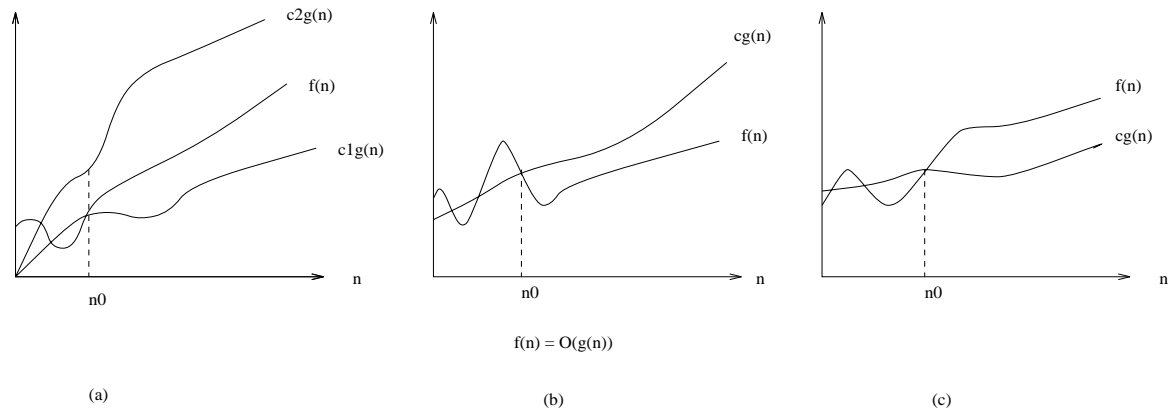 c2g(n)
f(n)
c1g(n)
n
n0
(a)
cg(n)
f(n)
n
n0
f(n) = O(g(n))
(b)
f(n)
cg(n)
n
n0
(c)